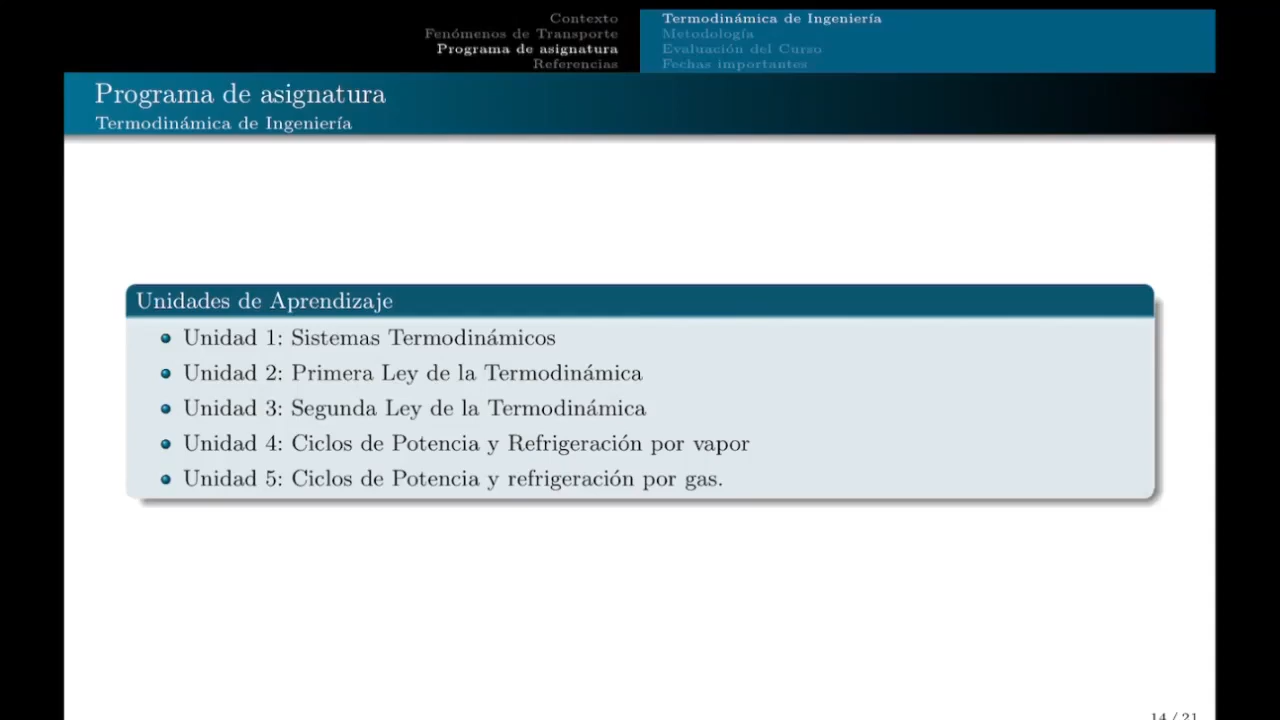 Contexto
Fenómenos de Transporte
Programa de asignatura
Referencias
Termodinámica de Ingeniería
Metodología
Evaluación del Curso
Fechas importantes
Programa de asignatura
Termodinámica de Ingeniería
Unidades de Aprendizaje
Unidad 1: Sistemas Termodinámicos
Unidad 2: Primera Ley de la Termodinámica
Unidad 3: Segunda Ley de la Termodinámica
Unidad 4: Ciclos de Potencia y Refrigeración por vapor
Unidad 5: Ciclos de Potencia y refrigeración por gas.
14 / 21